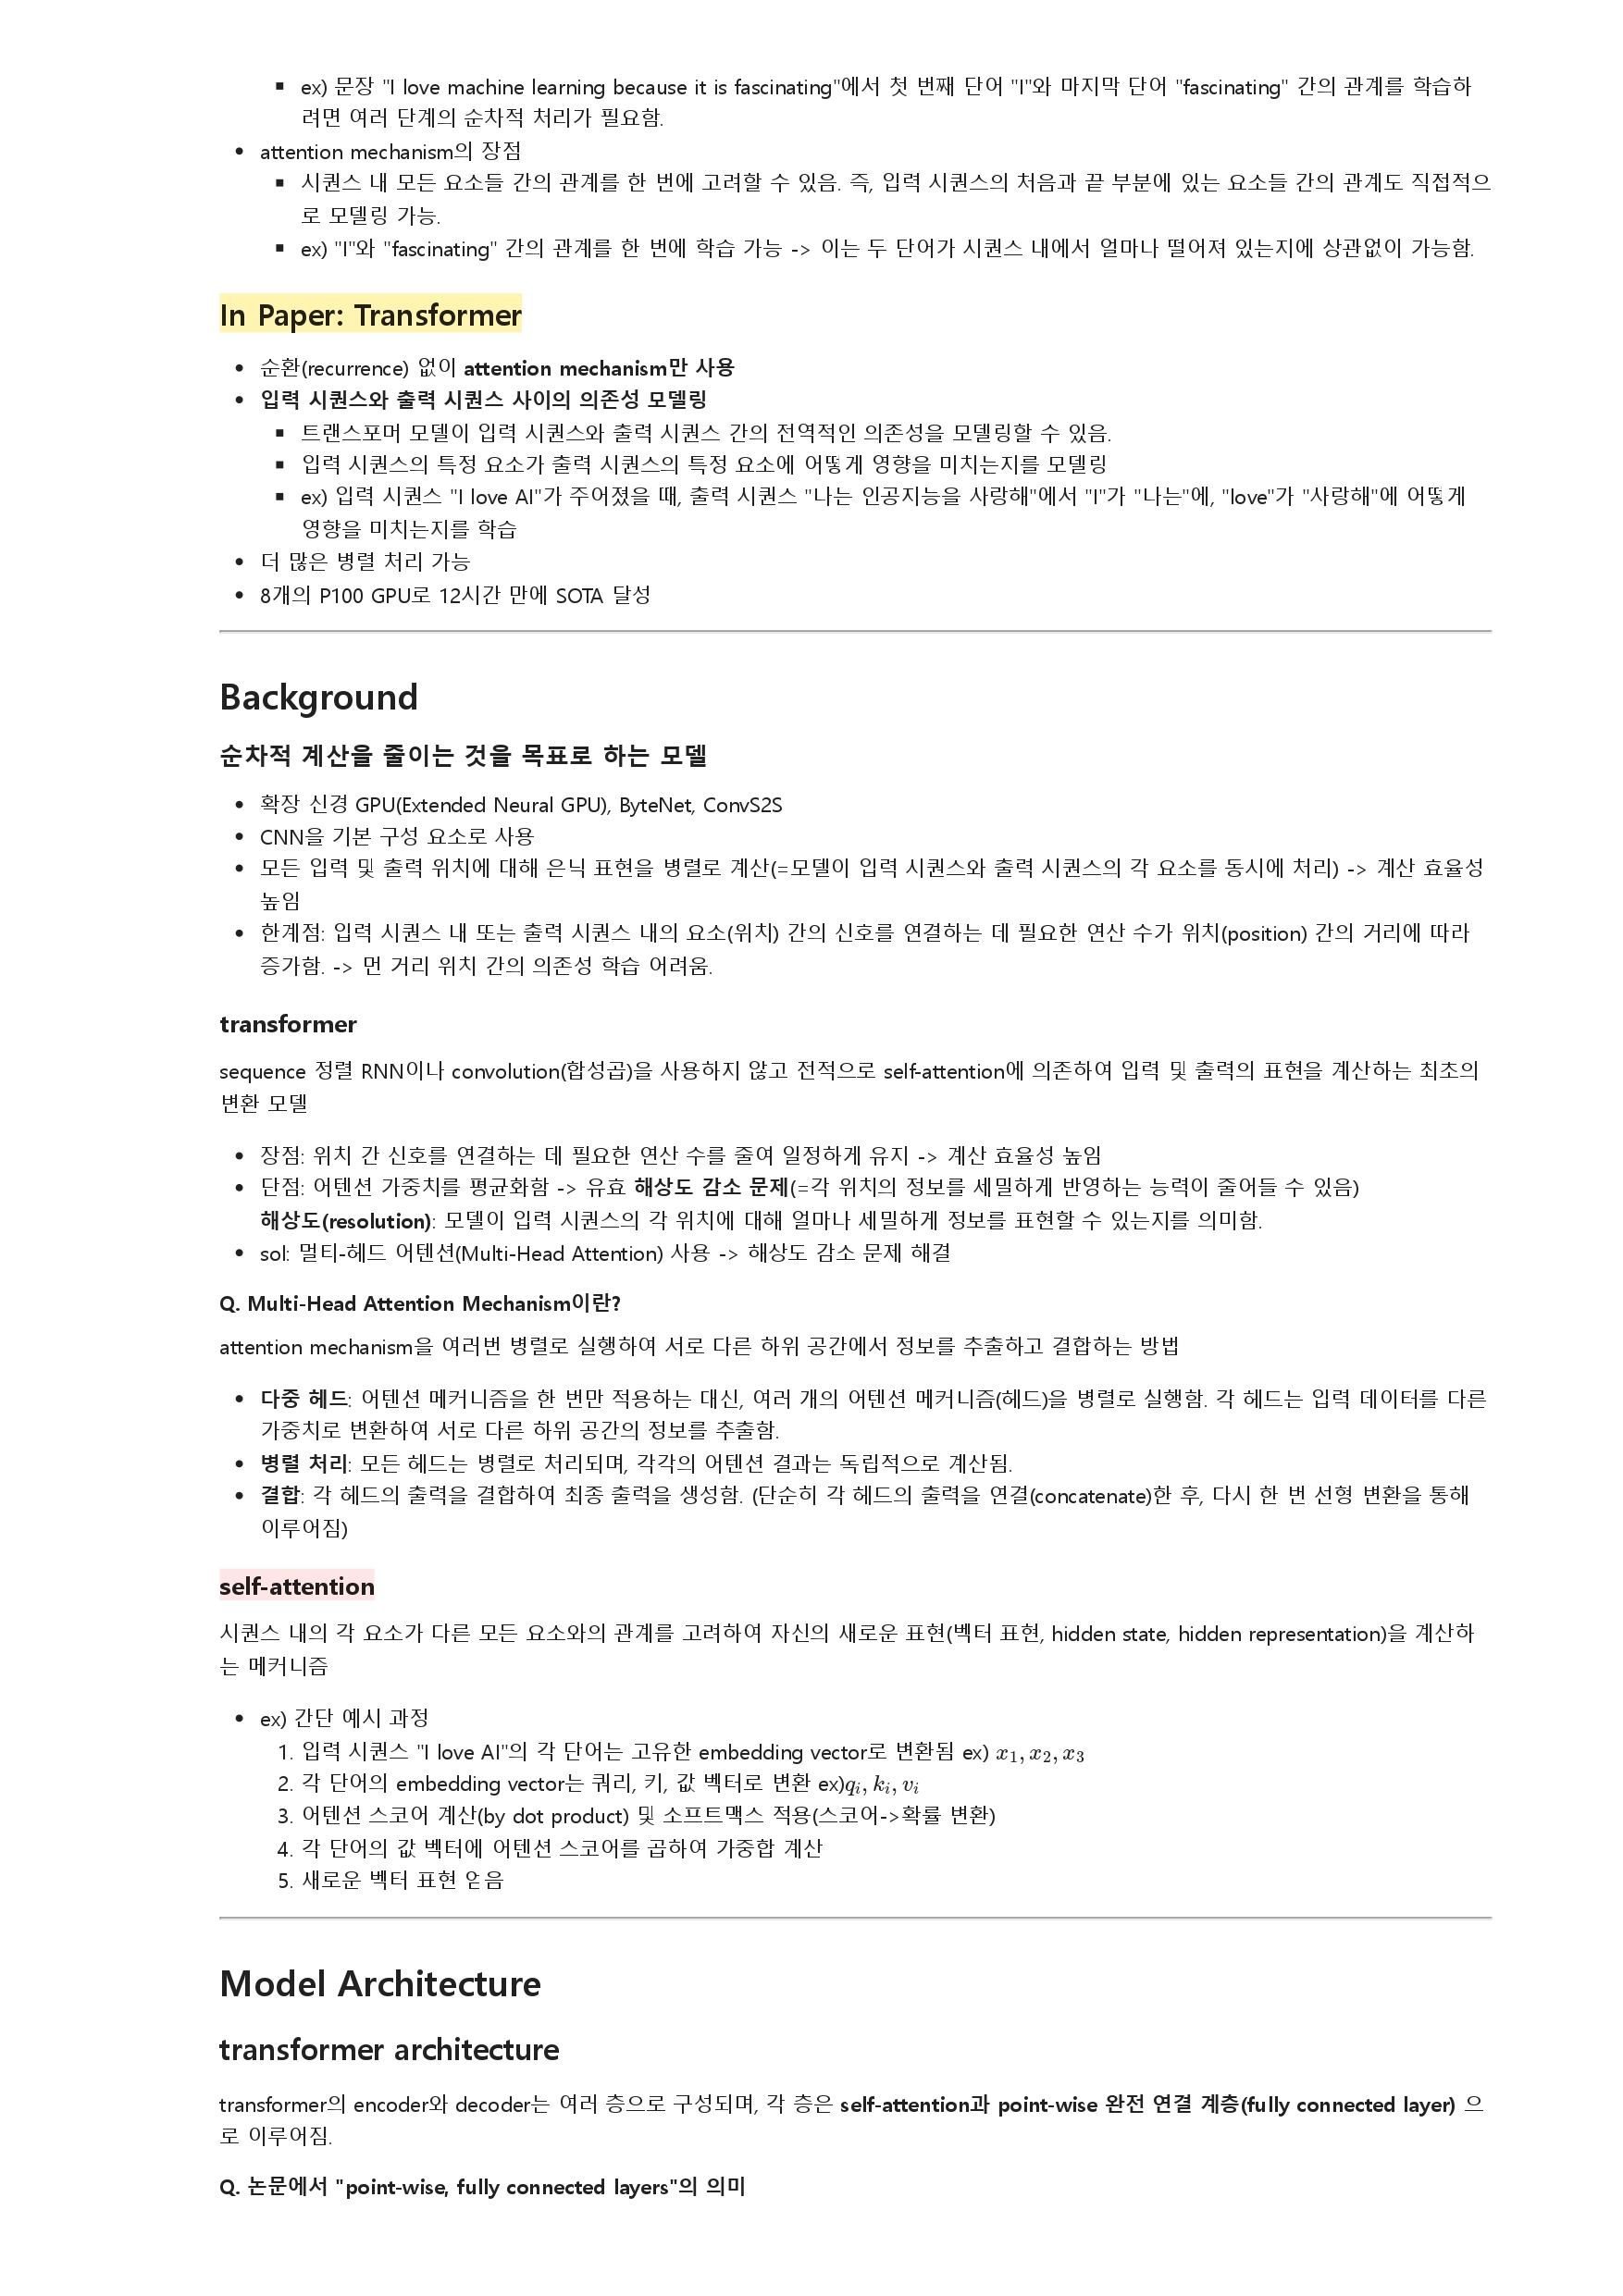 ▪ ex) 문장 "I love machine learning because it is fascinating"에서 첫 번째 단어 "I"와 마지막 단어 "fascinating" 간의 관계를 학습하
려면 여러 단계의 순차적 처리가 필요함.
• attention mechanism의 장점
▪ 시퀀스 내 모든 요소들 간의 관계를 한 번에 고려할 수 있음. 즉, 입력 시퀀스의 처음과 끝 부분에 있는 요소들 간의 관계도 직접적으
로 모델링 가능.
▪ ex) "I"와 "fascinating" 간의 관계를 한 번에 학습 가능 -> 이는 두 단어가 시퀀스 내에서 얼마나 떨어져 있는지에 상관없이 가능함.
In Paper: Transformer
• 순환(recurrence) 없이 attention mechanism만 사용
• 입력 시퀀스와 출력 시퀀스 사이의 의존성 모델링
▪ 트랜스포머 모델이 입력 시퀀스와 출력 시퀀스 간의 전역적인 의존성을 모델링할 수 있음.
▪ 입력 시퀀스의 특정 요소가 출력 시퀀스의 특정 요소에 어떻게 영향을 미치는지를 모델링
▪ ex) 입력 시퀀스 "I love AI"가 주어졌을 때, 출력 시퀀스 "나는 인공지능을 사랑해"에서 "I"가 "나는"에, "love"가 "사랑해"에 어떻게
영향을 미치는지를 학습
• 더 많은 병렬 처리 가능
• 8개의 P100 GPU로 12시간 만에 SOTA 달성
Background
순차적 계산을 줄이는 것을 목표로 하는 모델
• 확장 신경 GPU(Extended Neural GPU), ByteNet, ConvS2S
• CNN을 기본 구성 요소로 사용
• 모든 입력 및 출력 위치에 대해 은닉 표현을 병렬로 계산(=모델이 입력 시퀀스와 출력 시퀀스의 각 요소를 동시에 처리) -> 계산 효율성
높임
• 한계점: 입력 시퀀스 내 또는 출력 시퀀스 내의 요소(위치) 간의 신호를 연결하는 데 필요한 연산 수가 위치(position) 간의 거리에 따라
증가함. -> 먼 거리 위치 간의 의존성 학습 어려움.
transformer
sequence 정렬 RNN이나 convolution(합성곱)을 사용하지 않고 전적으로 self-attention에 의존하여 입력 및 출력의 표현을 계산하는 최초의
변환 모델
• 장점: 위치 간 신호를 연결하는 데 필요한 연산 수를 줄여 일정하게 유지 -> 계산 효율성 높임
• 단점: 어텐션 가중치를 평균화함 -> 유효 해상도 감소 문제(=각 위치의 정보를 세밀하게 반영하는 능력이 줄어들 수 있음)
해상도(resolution): 모델이 입력 시퀀스의 각 위치에 대해 얼마나 세밀하게 정보를 표현할 수 있는지를 의미함.
• sol: 멀티-헤드 어텐션(Multi-Head Attention) 사용 -> 해상도 감소 문제 해결
Q. Multi-Head Attention Mechanism이란?
attention mechanism을 여러번 병렬로 실행하여 서로 다른 하위 공간에서 정보를 추출하고 결합하는 방법
• 다중 헤드: 어텐션 메커니즘을 한 번만 적용하는 대신, 여러 개의 어텐션 메커니즘(헤드)을 병렬로 실행함. 각 헤드는 입력 데이터를 다른
가중치로 변환하여 서로 다른 하위 공간의 정보를 추출함.
• 병렬 처리: 모든 헤드는 병렬로 처리되며, 각각의 어텐션 결과는 독립적으로 계산됨.
• 결합: 각 헤드의 출력을 결합하여 최종 출력을 생성함. (단순히 각 헤드의 출력을 연결(concatenate)한 후, 다시 한 번 선형 변환을 통해
이루어짐)
self-attention
시퀀스 내의 각 요소가 다른 모든 요소와의 관계를 고려하여 자신의 새로운 표현(벡터 표현, hidden state, hidden representation)을 계산하
는 메커니즘
• ex) 간단 예시 과정
1. 입력 시퀀스 "I love AI"의 각 단어는 고유한 embedding vector로 변환됨 ex) x₁, x₂, x₃
2. 각 단어의 embedding vector는 쿼리, 키, 값 벡터로 변환 ex)qᵢ, kᵢ, vᵢ
3. 어텐션 스코어 계산(by dot product) 및 소프트맥스 적용(스코어->확률 변환)
4. 각 단어의 값 벡터에 어텐션 스코어를 곱하여 가중합 계산
5. 새로운 벡터 표현 얻음
Model Architecture
transformer architecture
transformer의 encoder와 decoder는 여러 층으로 구성되며, 각 층은 self-attention과 point-wise 완전 연결 계층(fully connected layer) 으
로 이루어짐.
Q. 논문에서 "point-wise, fully connected layers"의 의미